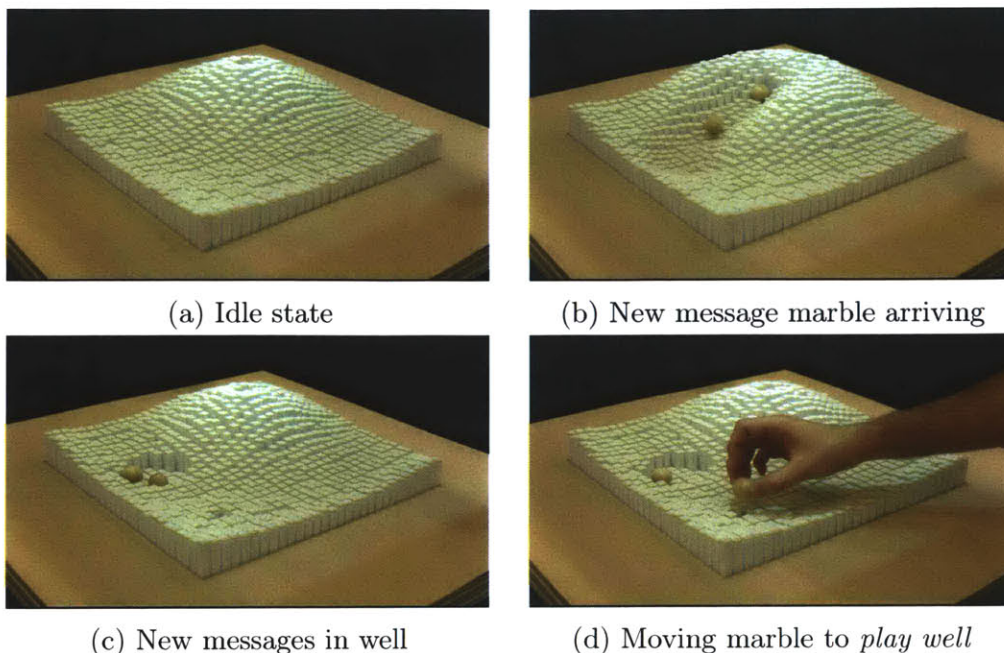 (a) Idle state
(b) New message marble arriving
(c) New messages in well
(d) Moving marble to play well